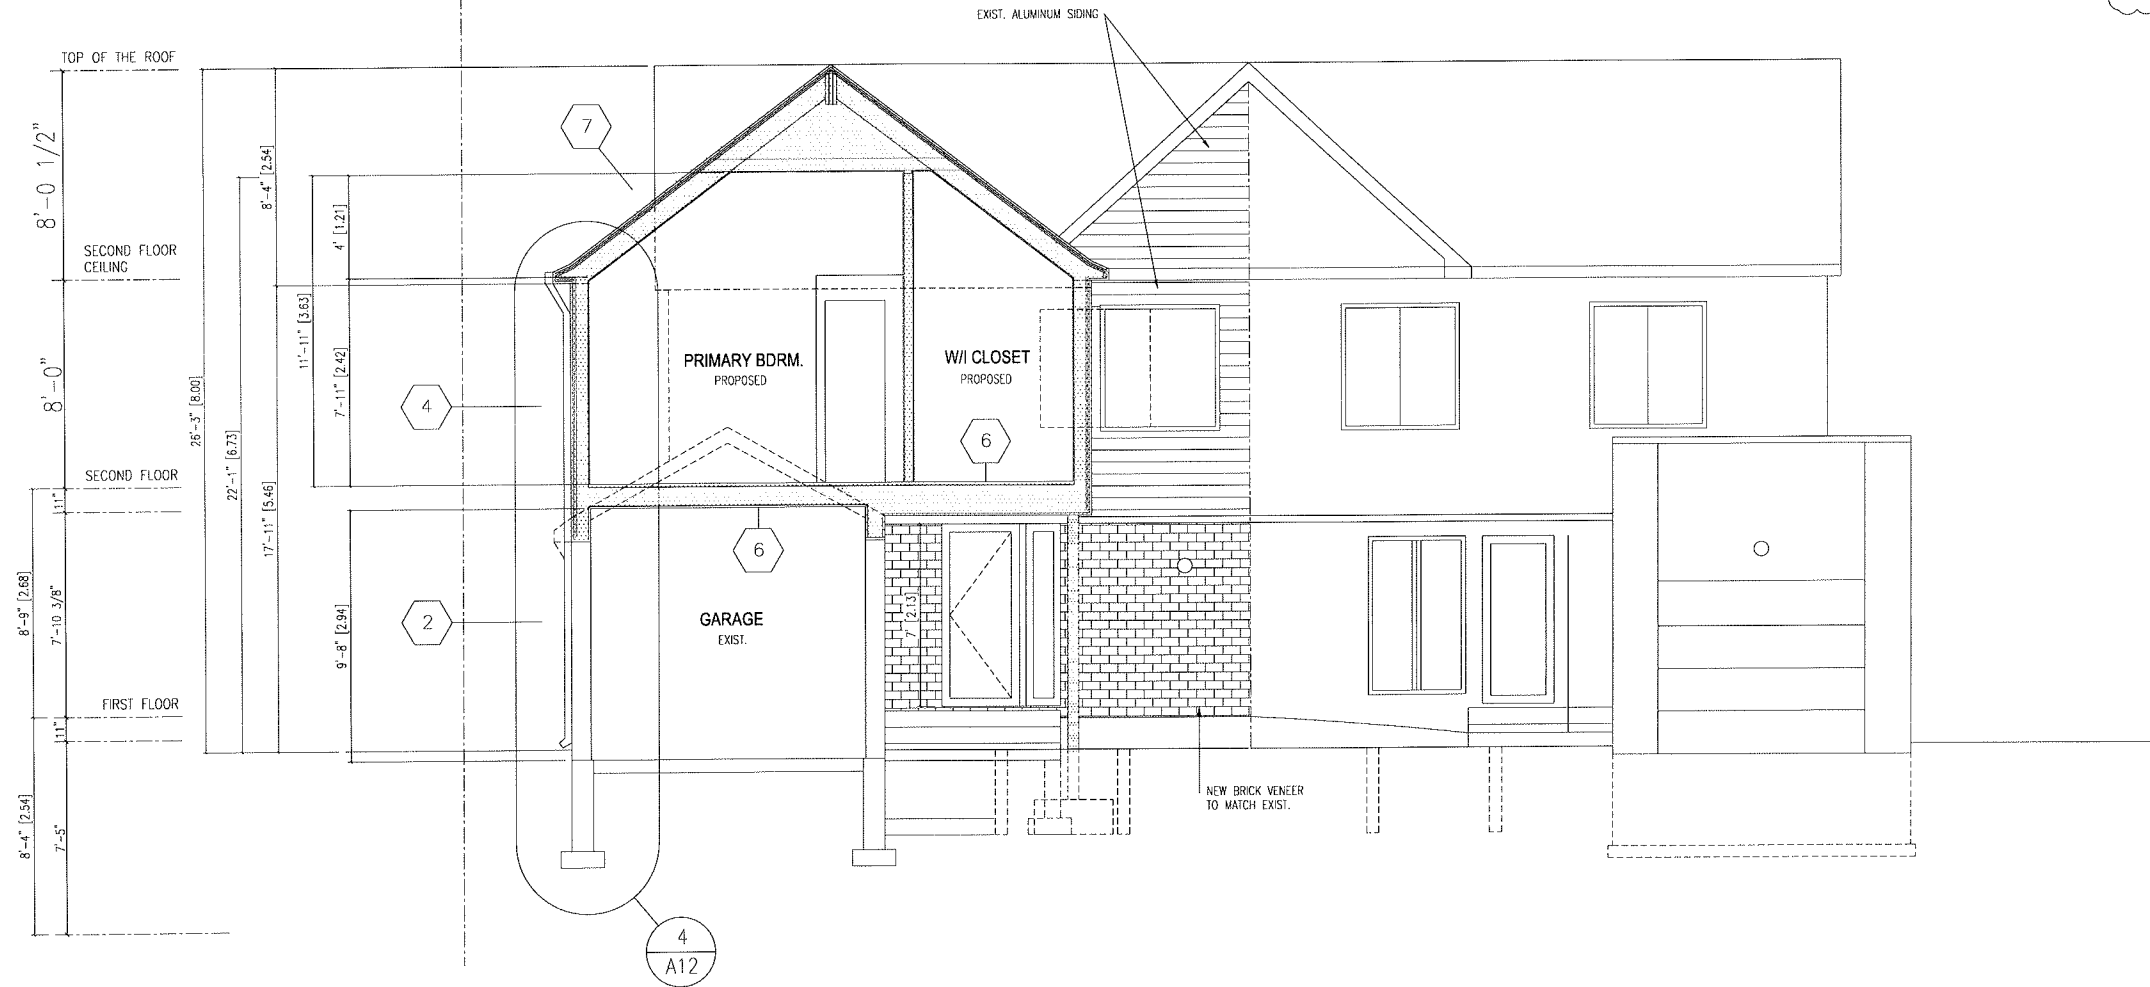 EXIST. ALUMINUM SIDING
TOP OF THE ROOF
8'-0 1/2"
8'-4" [2.54]
7
4' [1.21]
SECOND FLOOR
CEILING
8'-0"
26'-3" [8.00]
22'-1" [6.73]
17'-11" [5.46]
11'-11" [3.63]
7'-11" [2.42]
4
PRIMARY BDRM.
PROPOSED
W/I CLOSET
PROPOSED
6
SECOND FLOOR
11"
6
8'-9" [2.68]
7'-10 3/8"
9'-8" [2.94]
2
GARAGE
EXIST.
7' [2.13]
FIRST FLOOR
11"
NEW BRICK VENEER
TO MATCH EXIST.
8'-4" [2.54]
7'-5"
4
A12